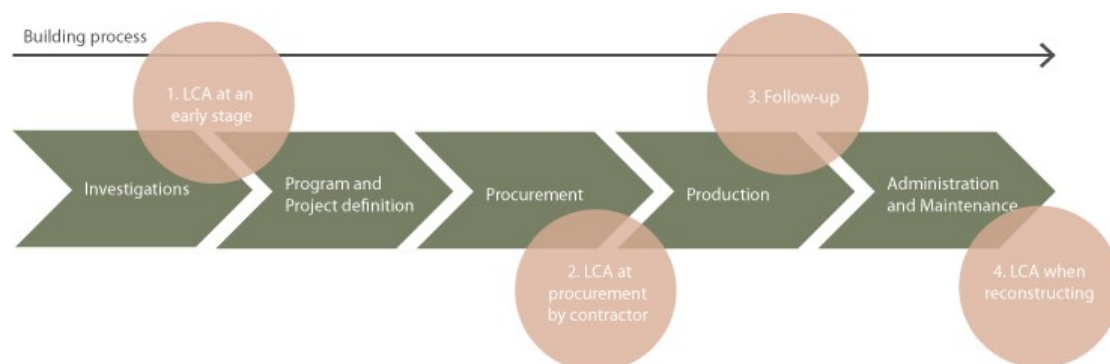 Building process
1. LCA at an
early stage
3. Follow-up
Investigations
Program and
Project definition
Procurement
Production
Administration
and Maintenance
2. LCA at
procurement
by contractor
4. LCA when
reconstructing